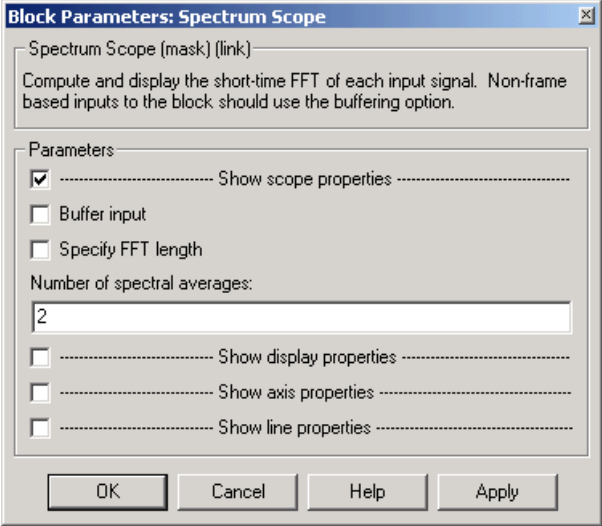 Block Parameters: Spectrum Scope
Spectrum Scope (mask) (link)
Compute and display the short-time FFT of each input signal. Non-frame
based inputs to the block should use the buffering option.
Parameters
----------------------------- Show scope properties --------------------------------
Buffer input
Specify FFT length
Number of spectral averages:
2
----------------------------- Show display properties --------------------------------
----------------------------- Show axis properties ------------------------------------
----------------------------- Show line properties -------------------------------------
OK Cancel Help Apply